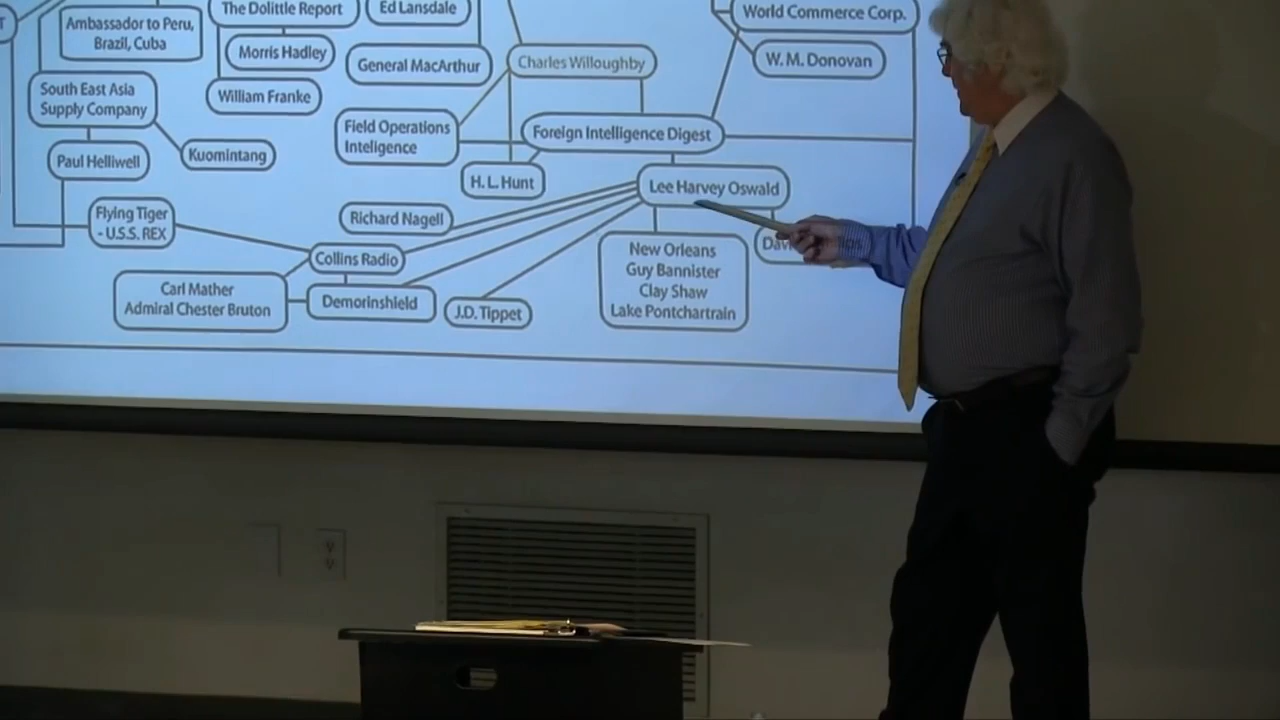 The Dolittle Report
Ed Lansdale
World Commerce Corp.
Ambassador to Peru,
Brazil, Cuba
Morris Hadley
General MacArthur
Charles Willoughby
W. M. Donovan
South East Asia
Supply Company
William Franke
Field Operations
Inteligence
Foreign Intelligence Digest
Paul Helliwell
Kuomintang
H. L. Hunt
Lee Harvey Oswald
Flying Tiger
- U.S.S. REX
Richard Nagell
Collins Radio
New Orleans
Guy Bannister
Clay Shaw
Lake Pontchartrain
Carl Mather
Admiral Chester Bruton
Demorinshield
J.D. Tippet